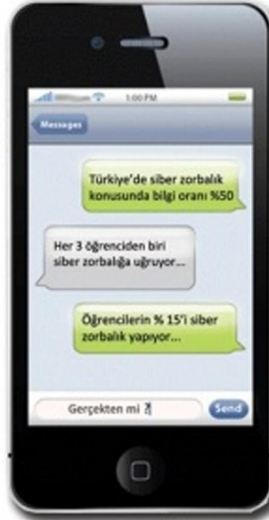 1:00 PM
Messages
Türkiye'de siber zorbalık
konusunda bilgi oranı %50
Her 3 öğrenciden biri
siber zorbalığa uğruyor...
Öğrencilerin % 15'i siber
zorbalık yapıyor...
Gerçekten mi ?
Send